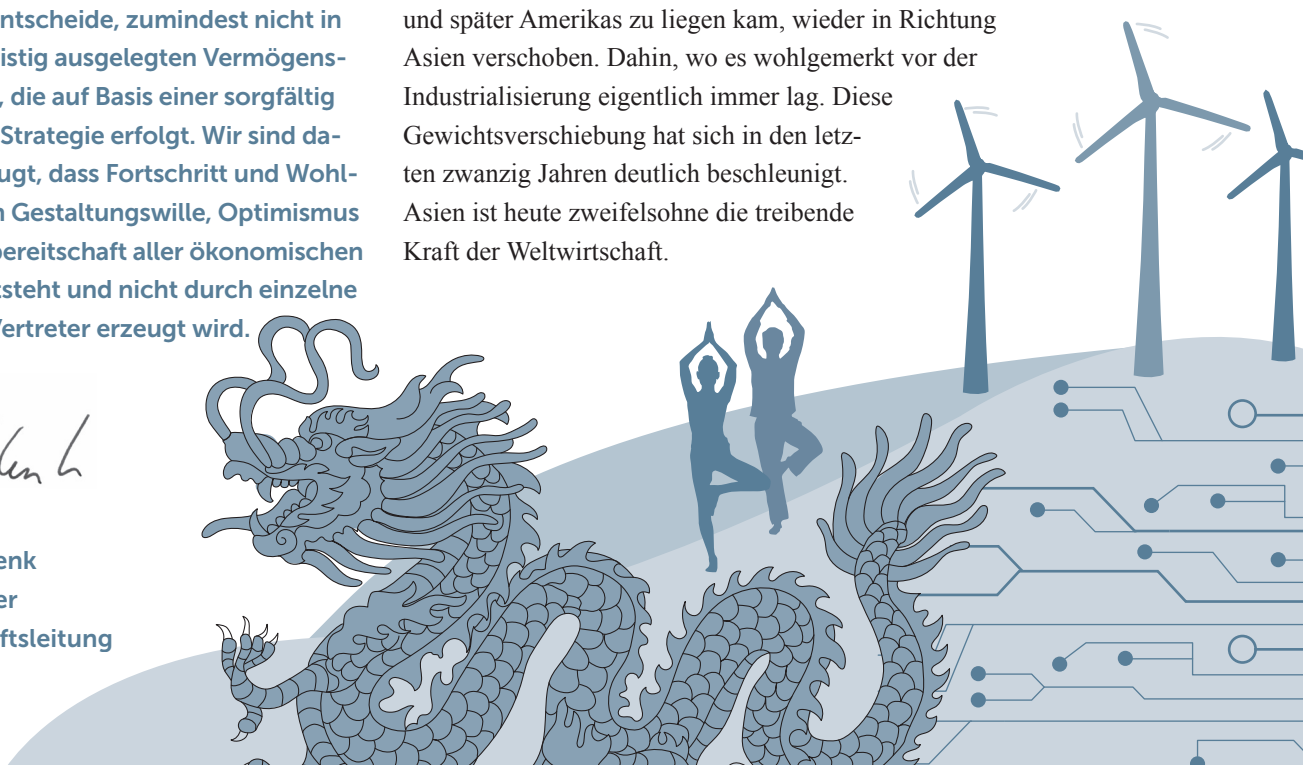 ntscheide, zumindest nicht in
istig ausgelegten Vermögens-
, die auf Basis einer sorgfältig
Strategie erfolgt. Wir sind da-
ugt, dass Fortschritt und Wohl-
Gestaltungswille, Optimismus
bereitschaft aller ökonomischen
tsteht und nicht durch einzelne
Vertreter erzeugt wird.
enk
er
ftsleitung
und später Amerikas zu liegen kam, wieder in Richtung
Asien verschoben. Dahin, wo es wohlgemerkt vor der
Industrialisierung eigentlich immer lag. Diese
Gewichtsverschiebung hat sich in den letz-
ten zwanzig Jahren deutlich beschleunigt.
Asien ist heute zweifelsohne die treibende
Kraft der Weltwirtschaft.